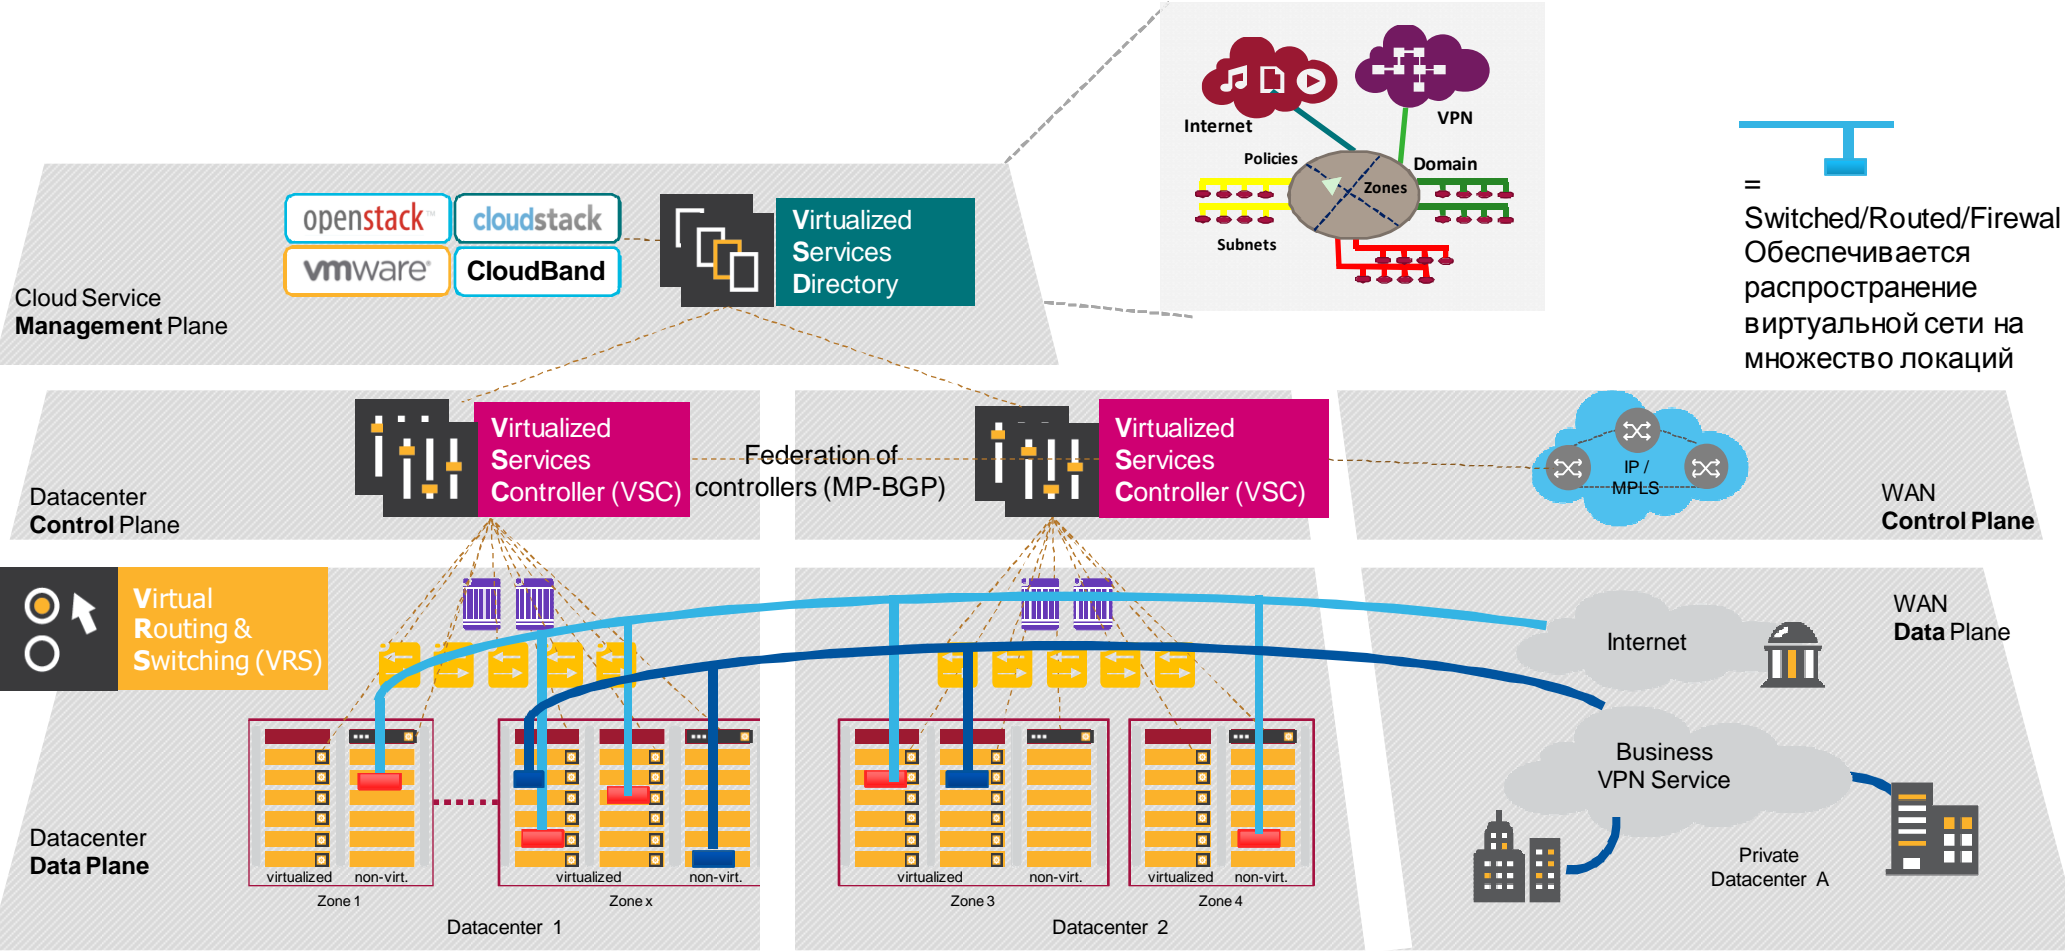 Internet
VPN
Policies
Domain
Zones
Subnets
=
Switched/Routed/Firewal
Обеспечивается
распространение
виртуальной сети на
множество локаций
openstack™
cloudstack
vmware®
CloudBand
Virtualized
Services
Directory
Cloud Service
Management Plane
Virtualized
Services
Controller (VSC)
Federation of
controllers (MP-BGP)
Virtualized
Services
Controller (VSC)
IP /
MPLS
Datacenter
Control Plane
WAN
Control Plane
Virtual
Routing &
Switching (VRS)
Internet
WAN
Data Plane
Business
VPN Service
Private
Datacenter A
Datacenter
Data Plane
virtualized
non-virt.
virtualized
non-virt.
virtualized
non-virt.
virtualized
non-virt.
Zone 1
Zone x
Zone 3
Zone 4
Datacenter 1
Datacenter 2